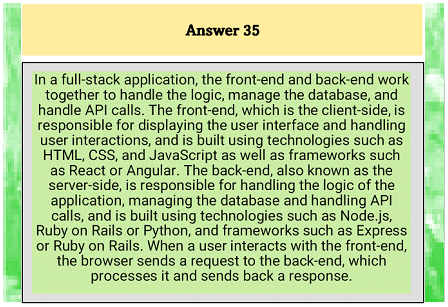 Answer 35
In a full-stack application, the front-end and back-end work
together to handle the logic, manage the database, and
handle API calls. The front-end, which is the client-side, is
responsible for displaying the user interface and handling
user interactions, and is built using technologies such as
HTML, CSS, and JavaScript as well as frameworks such
as React or Angular. The back-end, also known as the
server-side, is responsible for handling the logic of the
application, managing the database and handling API
calls, and is built using technologies such as Node.js,
Ruby on Rails or Python, and frameworks such as Express
or Ruby on Rails. When a user interacts with the front-end,
the browser sends a request to the back-end, which
processes it and sends back a response.